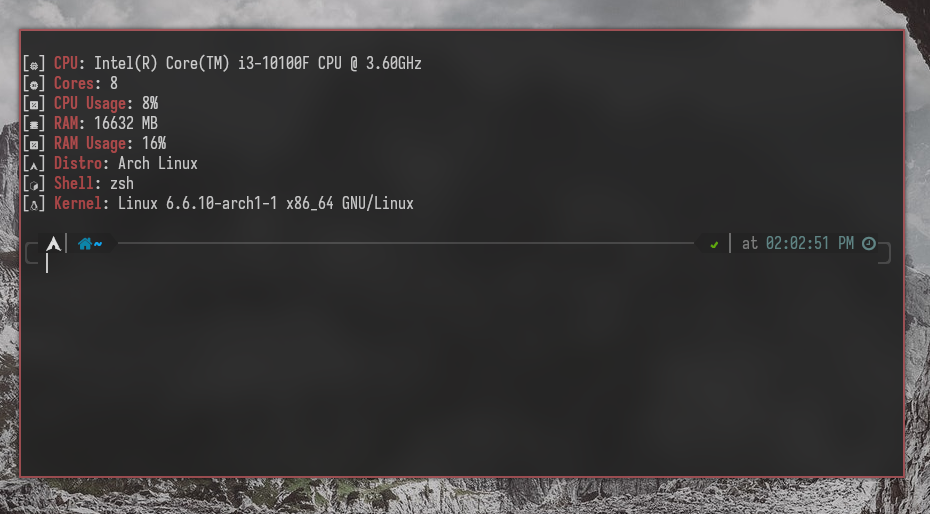 [] CPU: Intel(R) Core(TM) i3-10100F CPU @ 3.60GHz
[] Cores: 8
[] CPU Usage: 8%
[] RAM: 16632 MB
[] RAM Usage: 16%
[] Distro: Arch Linux
[] Shell: zsh
[] Kernel: Linux 6.6.10-arch1-1 x86_64 GNU/Linux
~ ✔ at 02:02:51 PM